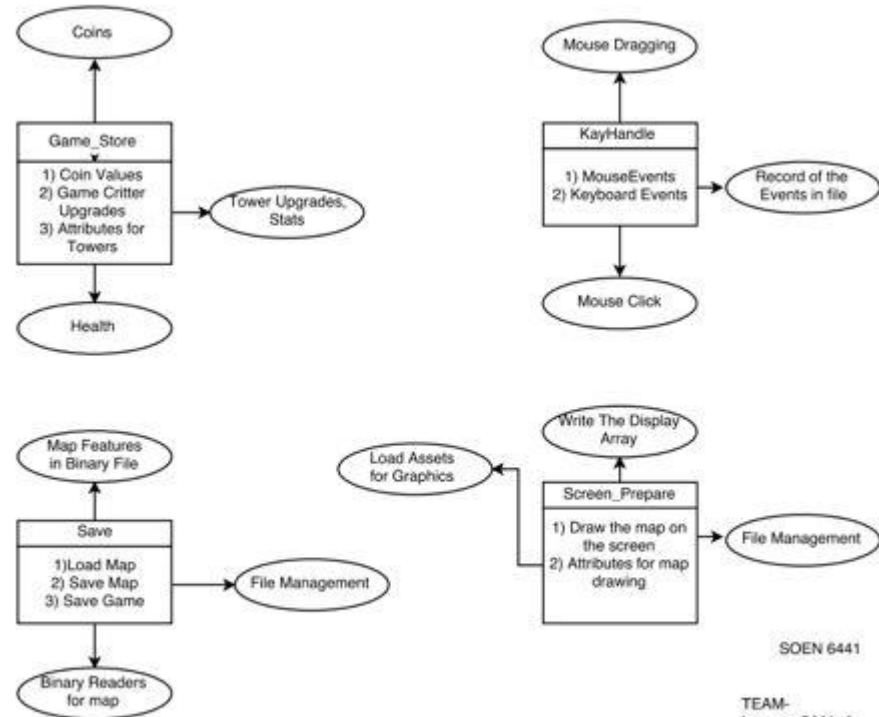 Coins
Game_Store
1) Coin Values
2) Game Critter
Upgrades
3) Attributes for
Towers
Tower Upgrades,
Stats
Health
Mouse Dragging
KayHandle
1) MouseEvents
2) Keyboard Events
Record of the
Events in file
Mouse Click
Map Features
in Binary File
Save
1)Load Map
2) Save Map
3) Save Game
File Management
Binary Readers
for map
Write The Display
Array
Load Assets
for Graphics
Screen_Prepare
1) Draw the map on
the screen
2) Attributes for map
drawing
File Management
SOEN 6441
TEAM-